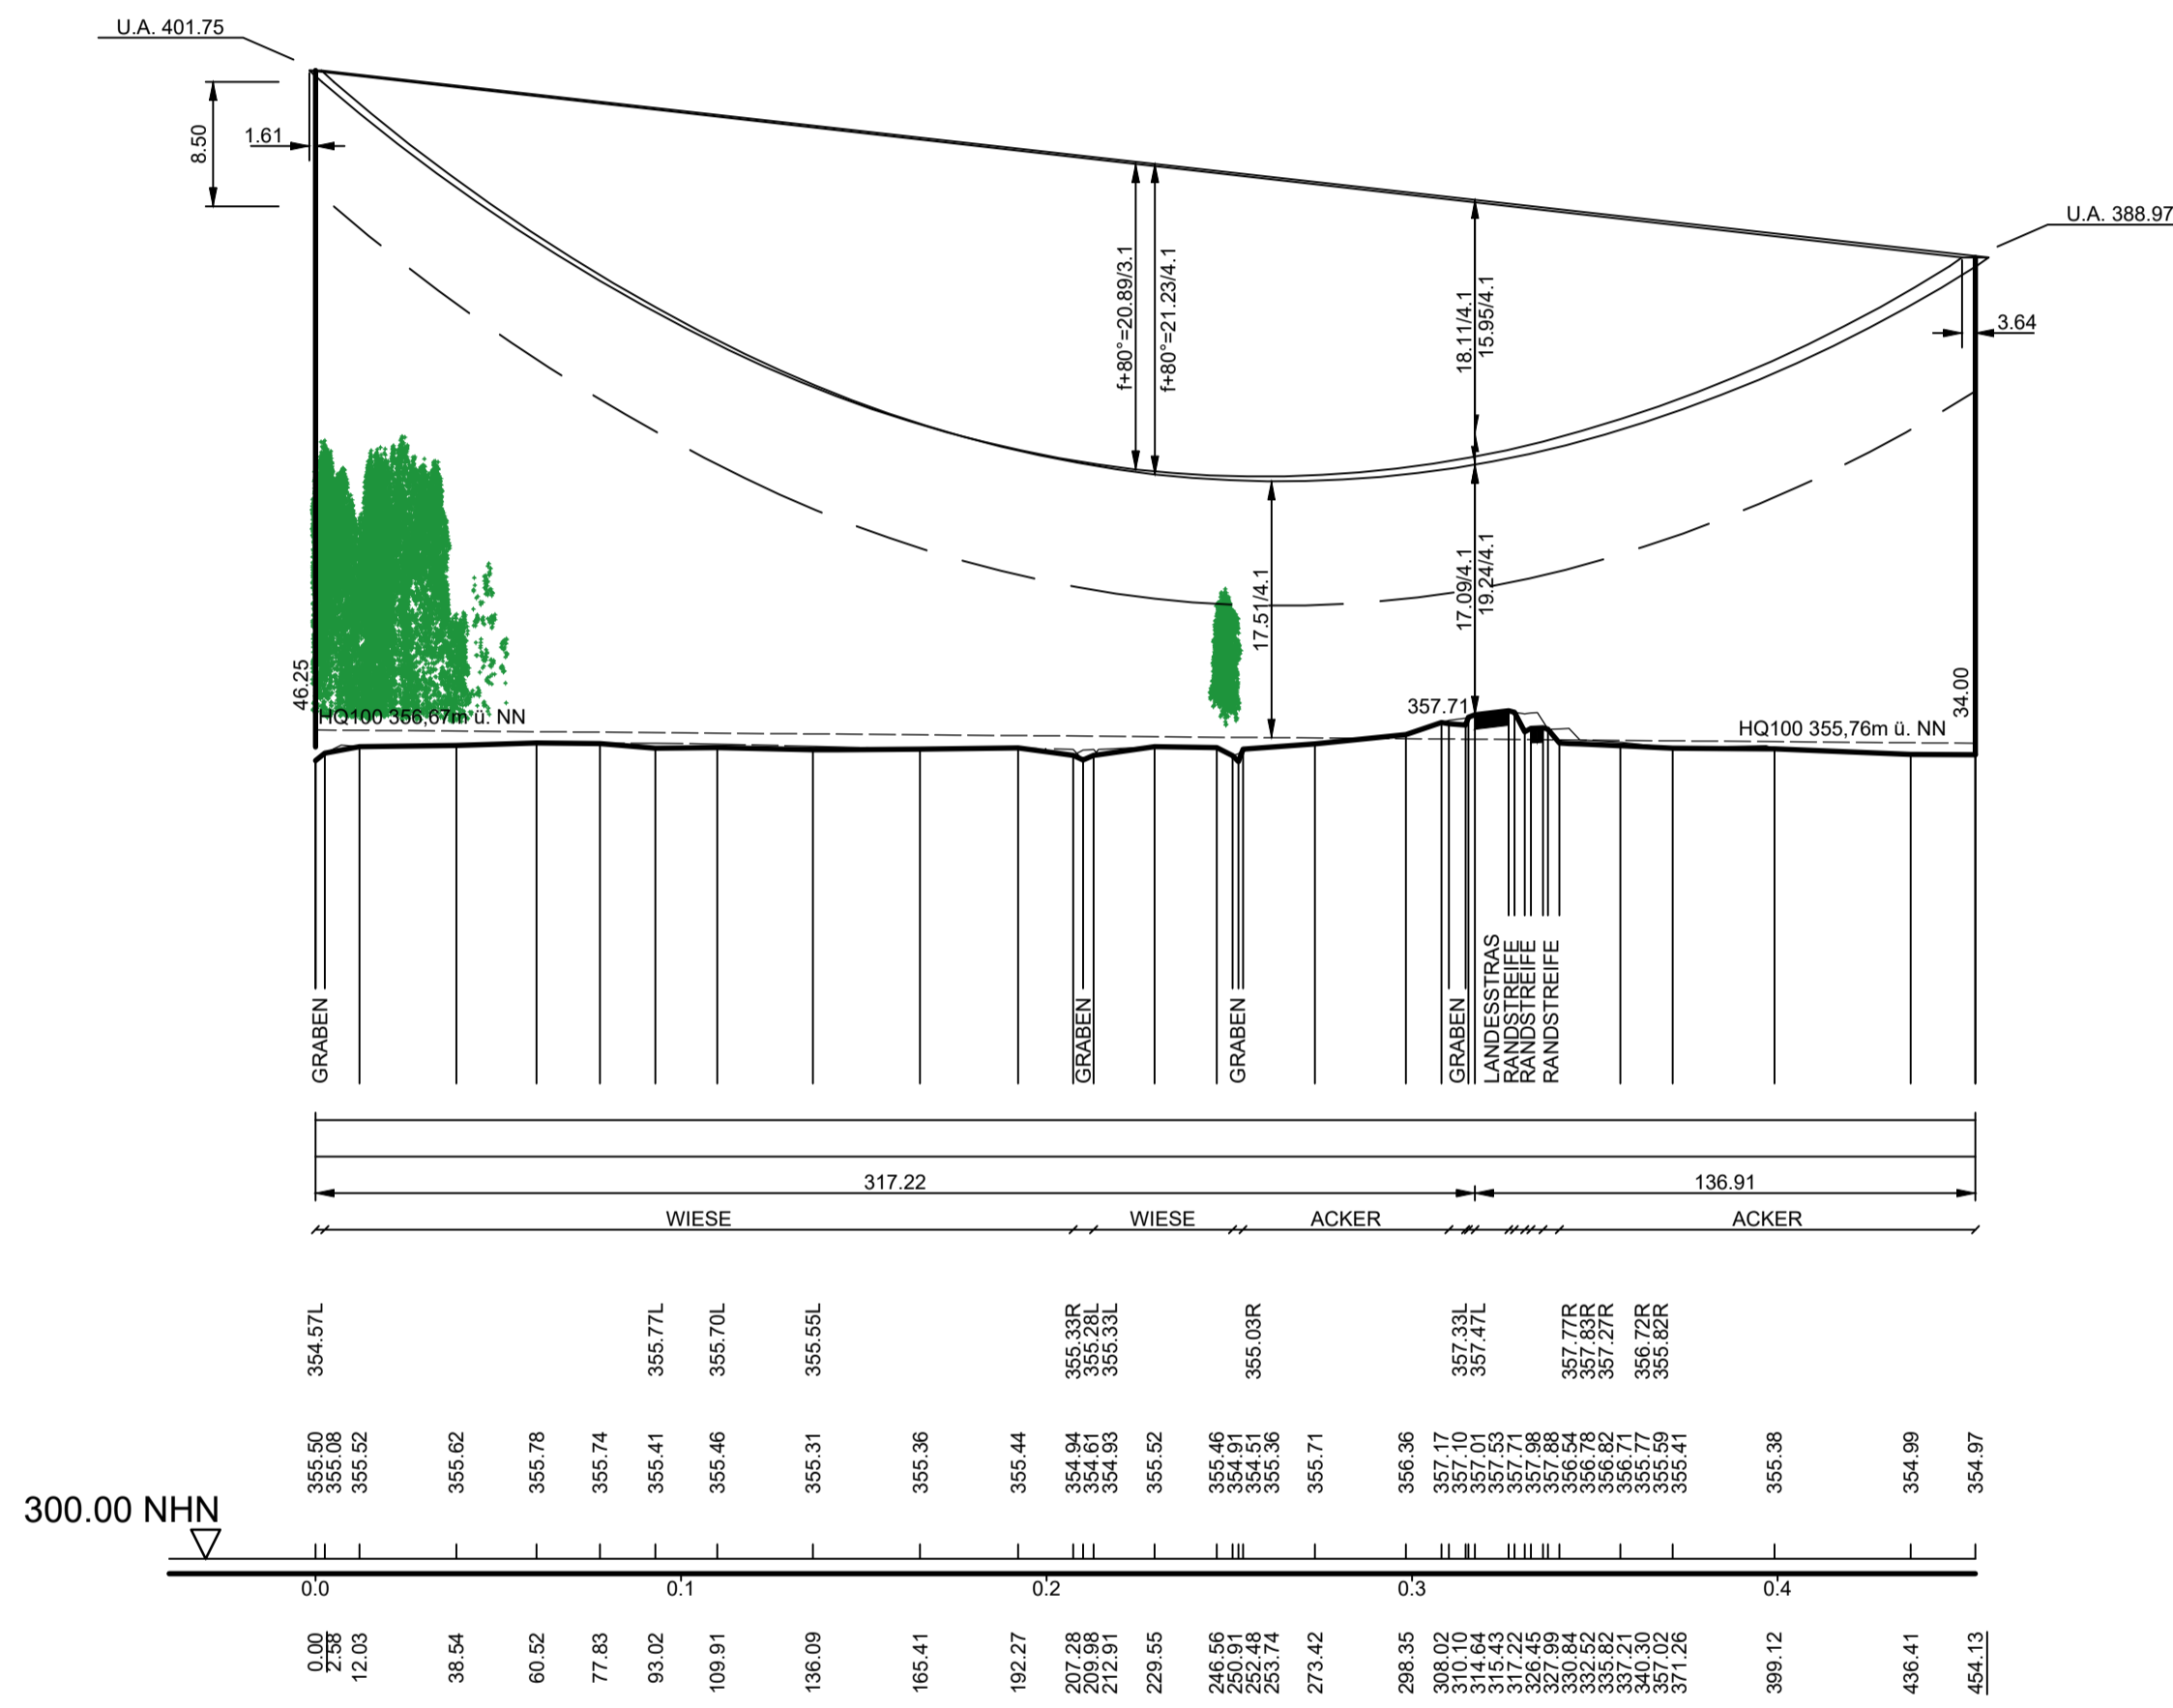 U.A. 401.75
8.50
1.61
U.A. 388.97
f+80°=20.89/3.1
f+80°=21.23/4.1
18.11/4.1
15.95/4.1
3.64
17.51/4.1
17.09/4.1
19.24/4.1
46.25
34.00
HQ100 356,67m ü. NN
357.71
HQ100 355,76m ü. NN
GRABEN
GRABEN
GRABEN
GRABEN
LANDESSTRAS
RANDSTREIFE
RANDSTREIFE
RANDSTREIFE
317.22
136.91
WIESE
WIESE
ACKER
ACKER
354.57L
355.77L
355.70L
355.55L
355.33R
355.28L
355.33L
355.03R
357.33L
357.47L
357.77R
357.83R
357.27R
356.72R
355.82R
355.50
355.08
355.52
355.62
355.78
355.74
355.41
355.46
355.31
355.36
355.44
354.94
354.61
354.93
355.52
355.46
354.91
354.51
355.36
355.71
356.36
357.17
357.10
357.01
357.53
357.71
357.98
357.88
356.54
356.78
356.82
356.71
355.77
355.59
355.41
355.38
354.99
354.97
300.00 NHN
0.0
0.1
0.2
0.3
0.4
0.00
2.58
12.03
38.54
60.52
77.83
93.02
109.91
136.09
165.41
192.27
207.28
209.98
212.91
229.55
246.56
250.91
252.48
253.74
273.42
298.35
308.02
310.10
314.64
315.43
317.22
326.45
327.99
330.84
332.52
335.82
337.21
340.30
357.02
371.26
399.12
436.41
454.13